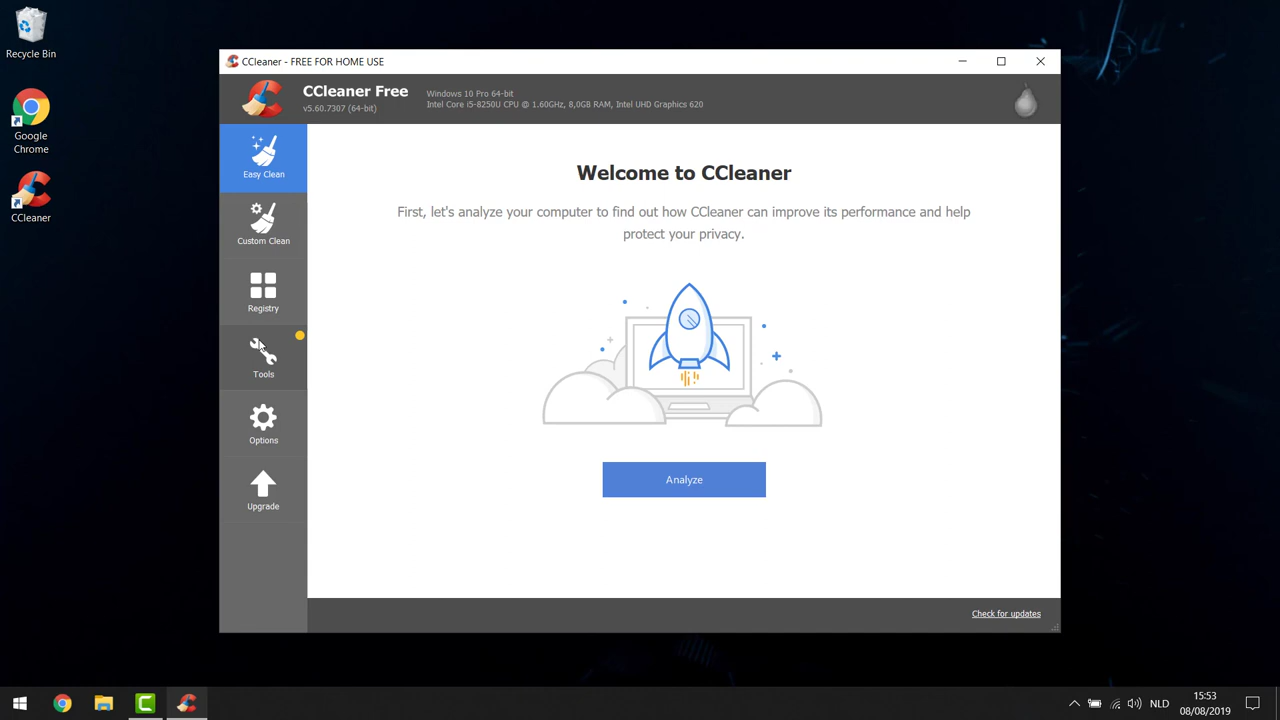 Recycle Bin
Google
Chrome
CCleaner
CCleaner - FREE FOR HOME USE
CCleaner Free
v5.60.7307 (64-bit)
Windows 10 Pro 64-bit
Intel Core i5-8250U CPU @ 1.60GHz, 8,0GB RAM, Intel UHD Graphics 620
Easy Clean
Custom Clean
Registry
Tools
Options
Upgrade
Welcome to CCleaner
First, let's analyze your computer to find out how CCleaner can improve its performance and help
protect your privacy.
Analyze
Check for updates
NLD
15:53
08/08/2019